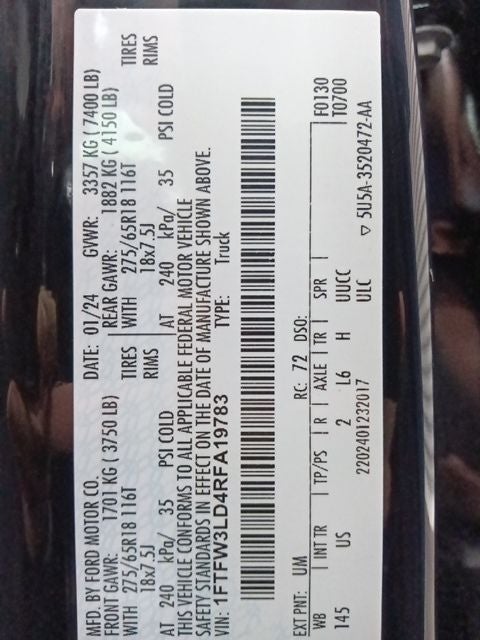 MFD. BY FORD MOTOR CO. DATE: 01/24 GVWR: 3357 KG ( 7400 LB)
FRONT GAWR: 1701 KG ( 3750 LB) REAR GAWR: 1882 KG ( 4150 LB)
WITH 275/65R18 116T TIRES WITH 275/65R18 116T TIRES
18x7.5J RIMS 18x7.5J RIMS
AT 240 kPa/ 35 PSI COLD AT 240 kPa/ 35 PSI COLD
THIS VEHICLE CONFORMS TO ALL APPLICABLE FEDERAL MOTOR VEHICLE
SAFETY STANDARDS IN EFFECT ON THE DATE OF MANUFACTURE SHOWN ABOVE.
VIN: 1FTFW3LD4RFA19783 TYPE: Truck
EXT PNT: UM RC: 72 DSO: F0130
T0700
WB | INT TR | TP/PS | R | AXLE | TR | SPR
145 US 2 L6 H UUCC
2202401232017 ULC ▽ 5U5A-3520472-AA